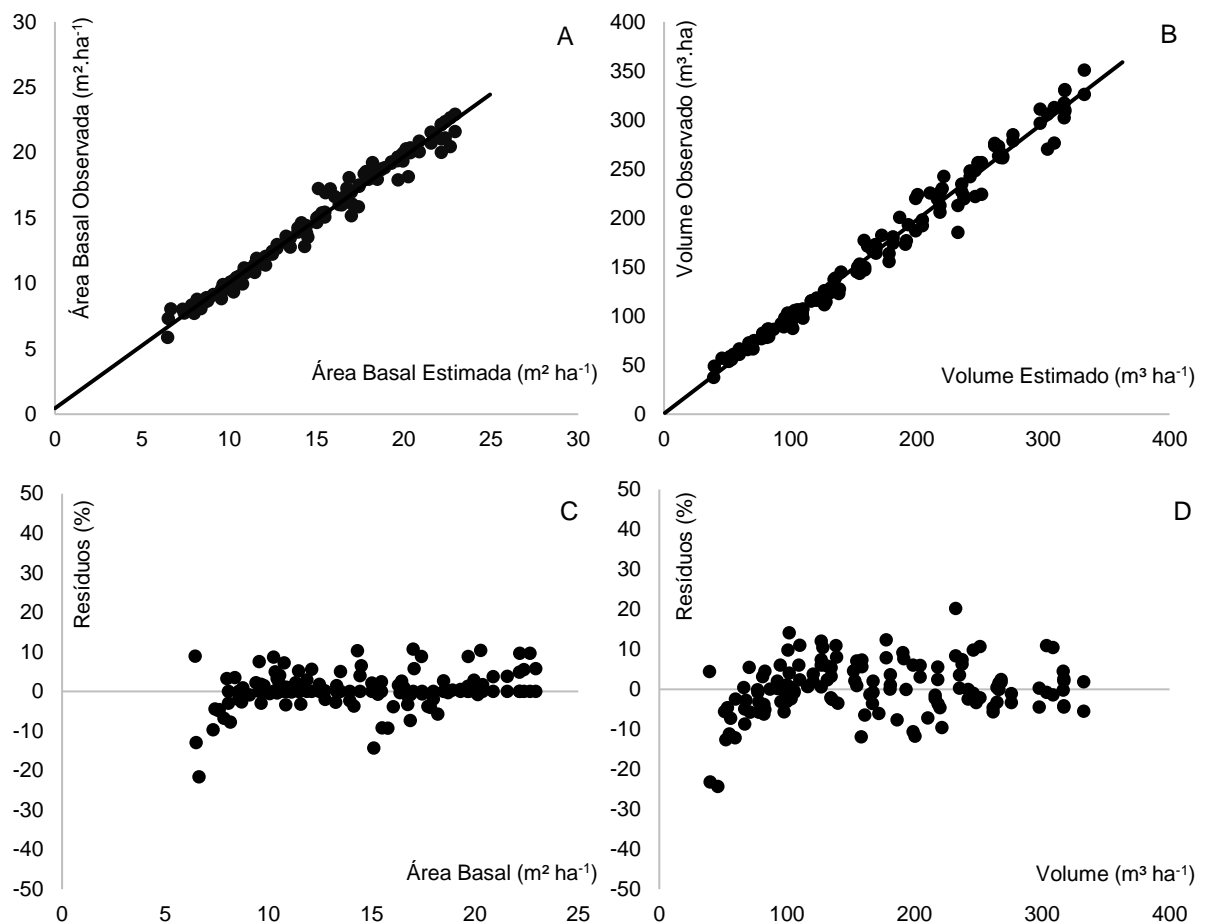 A
Área Basal Observada (m².ha⁻¹)
30
25
20
15
10
5
0
Área Basal Estimada (m² ha⁻¹)
0 5 10 15 20 25 30
B
Volume Observado (m³.ha)
400
350
300
250
200
150
100
50
0
Volume Estimado (m³ ha⁻¹)
0 100 200 300 400
C
Resíduos (%)
50
40
30
20
10
0
-10
-20
-30
-40
-50
Área Basal (m² ha⁻¹)
0 5 10 15 20 25
D
Resíduos (%)
50
40
30
20
10
0
-10
-20
-30
-40
-50
Volume (m³ ha⁻¹)
0 100 200 300 400